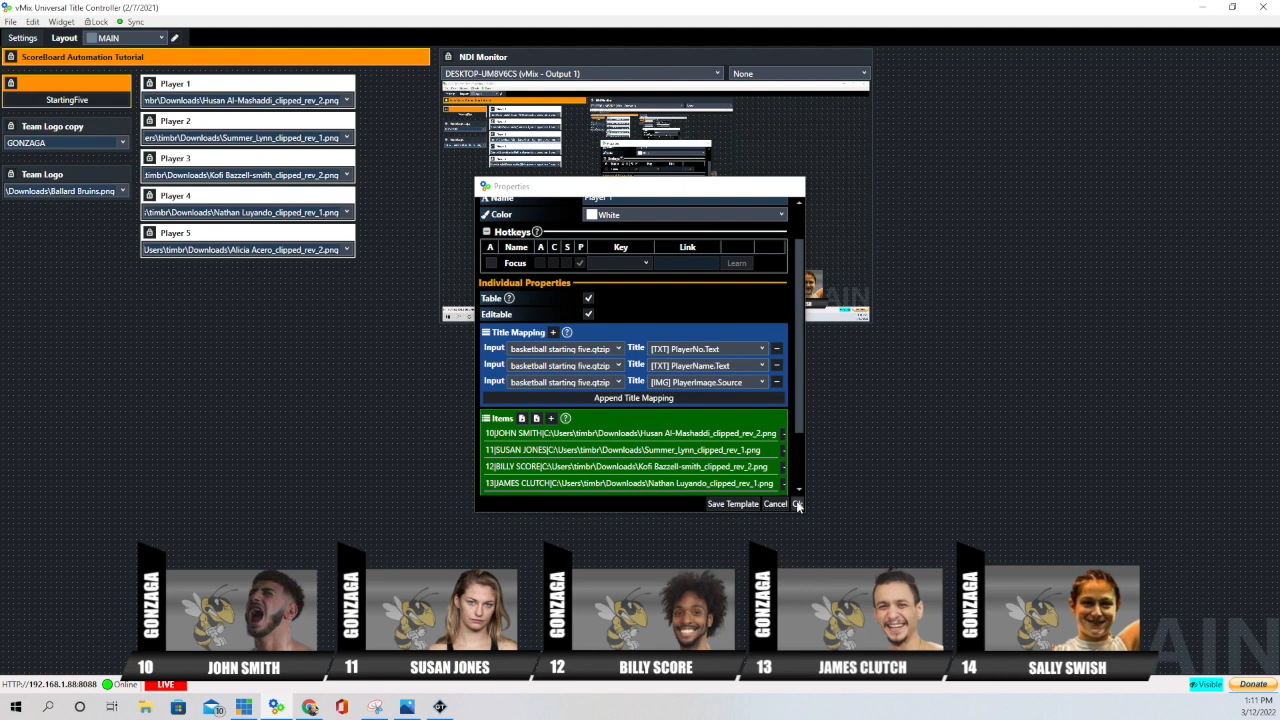 vMix Universal Title Controller (2/7/2021)
File Edit Widget Lock Sync
Settings Layout MAIN
ScoreBoard Automation Tutorial
NDI Monitor
DESKTOP-UM8V6CS (vMix - Output 1) None
StartingFive
Team Logo copy
GONZAGA
Team Logo
\Downloads\Ballard Bruins.png
Player 1
nbr\Downloads\Husan Al-Mashaddi_clipped_rev_2.png
Player 2
ers\timbr\Downloads\Summer_Lynn_clipped_rev_1.png
Player 3
timbr\Downloads\Kofi Bazzell-smith_clipped_rev_2.png
Player 4
:\timbr\Downloads\Nathan Luyando_clipped_rev_1.png
Player 5
Users\timbr\Downloads\Alicia Acero_clipped_rev_2.png
Properties
Name Player 1
Color White
Hotkeys ?
A Name A C S P Key Link
Focus Learn
Individual Properties
Table ?
Editable
Title Mapping + ?
Input basketball starting five.gtzip Title [TXT] PlayerNo.Text
Input basketball starting five.gtzip Title [TXT] PlayerName.Text
Input basketball starting five.gtzip Title [IMG] PlayerImage.Source
Append Title Mapping
Items + ?
10|JOHN SMITH|C:\Users\timbr\Downloads\Husan Al-Mashaddi_clipped_rev_2.png
11|SUSAN JONES|C:\Users\timbr\Downloads\Summer_Lynn_clipped_rev_1.png
12|BILLY SCORE|C:\Users\timbr\Downloads\Kofi Bazzell-smith_clipped_rev_2.png
13|JAMES CLUTCH|C:\Users\timbr\Downloads\Nathan Luyando_clipped_rev_1.png
Save Template Cancel Ok
GONZAGA
10 JOHN SMITH
GONZAGA
11 SUSAN JONES
GONZAGA
12 BILLY SCORE
GONZAGA
13 JAMES CLUTCH
GONZAGA
14 SALLY SWISH
AIN
HTTP://192.168.1.88:8088 Online LIVE Visible Donate
1:11 PM
3/12/2022